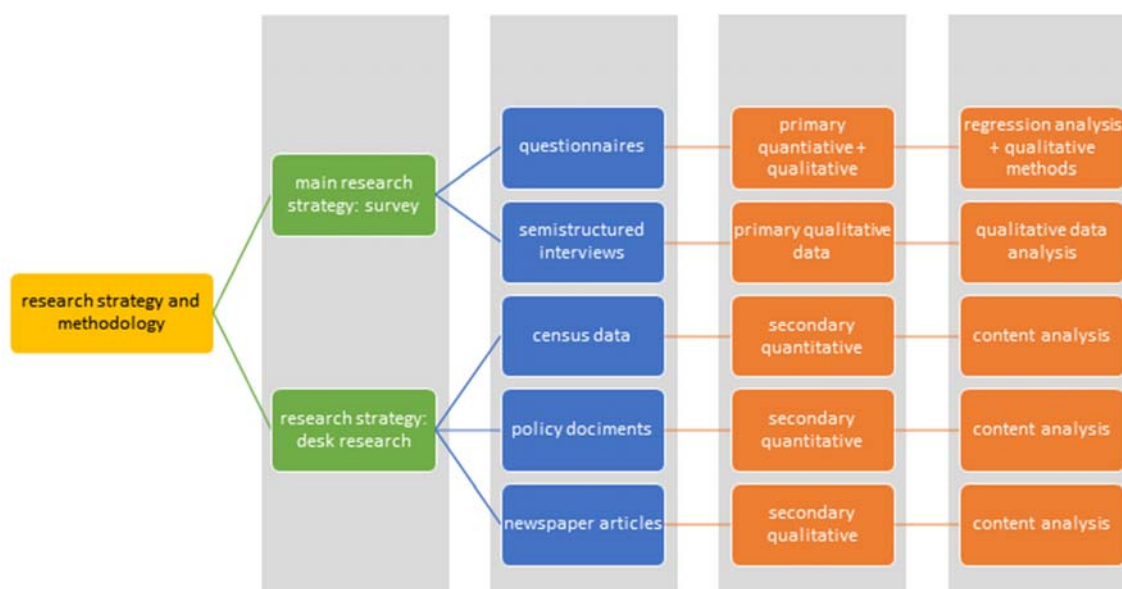 research strategy and
methodology
main research
strategy: survey
research strategy:
desk research
questionnaires
semistructured
interviews
census data
policy dociments
newspaper articles
primary
quantiative +
qualitative
primary qualitative
data
secondary
quantitative
secondary
quantitative
secondary
qualitative
regression analysis
+ qualitative
methods
qualitative data
analysis
content analysis
content analysis
content analysis